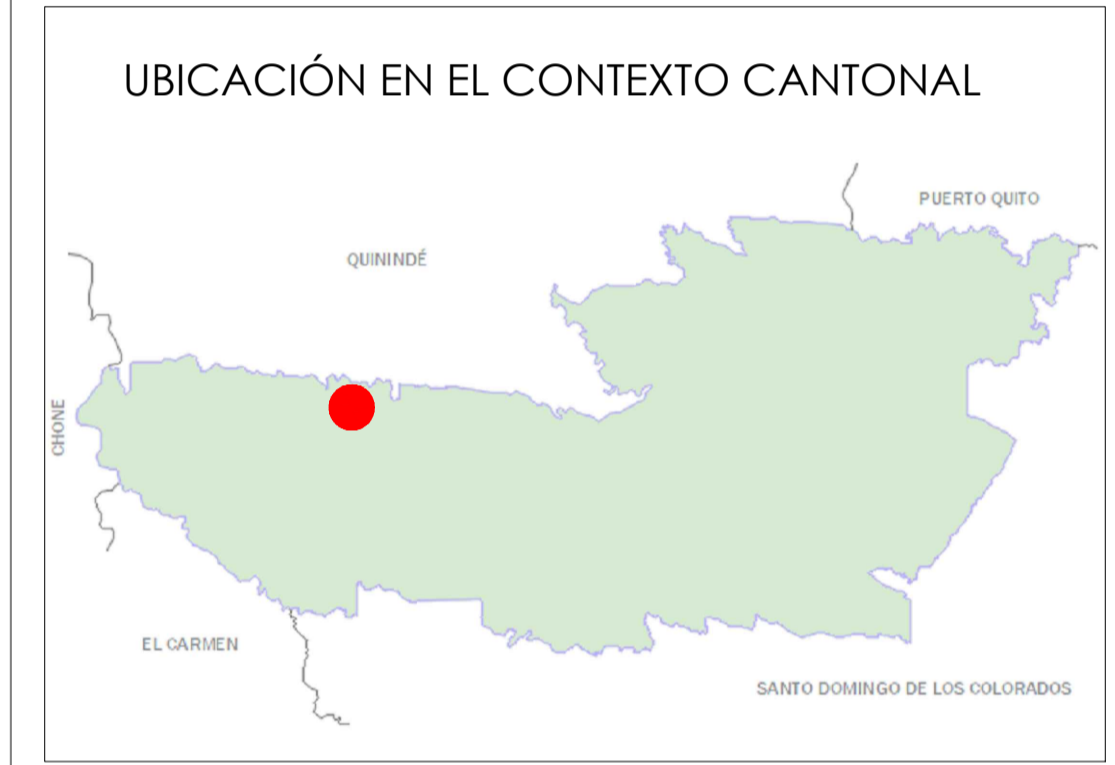 UBICACIÓN EN EL CONTEXTO CANTONAL
PUERTO QUITO
QUININDÉ
CHONE
EL CARMEN
SANTO DOMINGO DE LOS COLORADOS